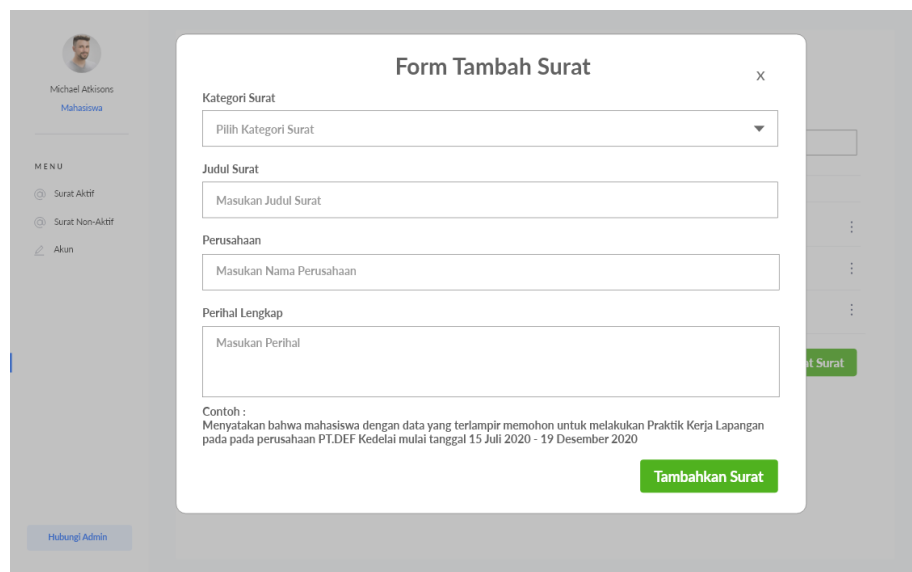 Michael Atkisons
Mahasiswa
MENU
Surat Aktif
Surat Non-Aktif
Akun
Hubungi Admin
Form Tambah Surat
X
Kategori Surat
Pilih Kategori Surat
Judul Surat
Masukan Judul Surat
Perusahaan
Masukan Nama Perusahaan
Perihal Lengkap
Masukan Perihal
Contoh :
Menyatakan bahwa mahasiswa dengan data yang terlampir memohon untuk melakukan Praktik Kerja Lapangan
pada pada perusahaan PT.DEF Kedelai mulai tanggal 15 Juli 2020 - 19 Desember 2020
Tambahkan Surat
Surat